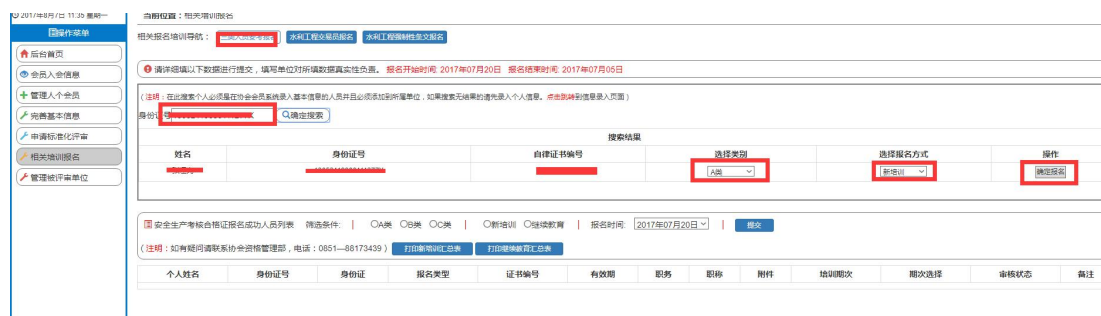 2017年8月7日 11:35 星期一
操作菜单
后台首页
会员入会信息
管理人个会员
完善基本信息
申请标准化评审
相关培训报名
管理被评审单位
当前位置：相关培训报名
相关报名培训导航： 水利工程交易员报名 水利工程强制性条文报名
请详细填以下数据进行提交，填写单位对所填数据真实性负责。 报名开始时间: 2017年07月20日 报名结束时间: 2017年07月05日
(注明：在此搜索个人必须是在协会会员系统录入基本信息的人员并且必须添加到所属单位，如果搜索无结果的请先录入个人信息。点击跳转到信息录入页面)
身份证号 确定搜索
搜索结果
姓名 身份证号 自律证书编号 选择类别 选择报名方式 操作
A类 新培训 确定报名
安全生产考核合格证报名成功人员列表 筛选条件: | A类 B类 C类 | 新培训 继续教育 | 报名时间: 2017年07月20日 | 提交
(注明：如有疑问请联系协会资格管理部，电话：0851—88173439) 打印新培训汇总表 打印继续教育汇总表
个人姓名 身份证号 身份证 报名类型 证书编号 有效期 职务 职称 附件 培训期次 期次选择 审核状态 备注